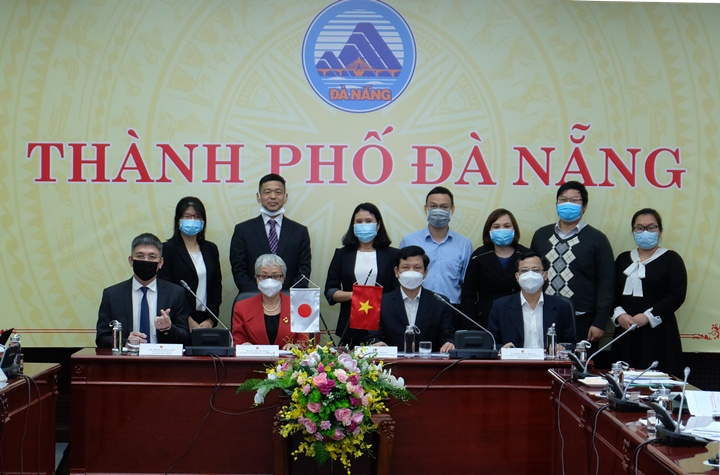 ĐÀ NẴNG
THÀNH PHỐ ĐÀ NẴNG